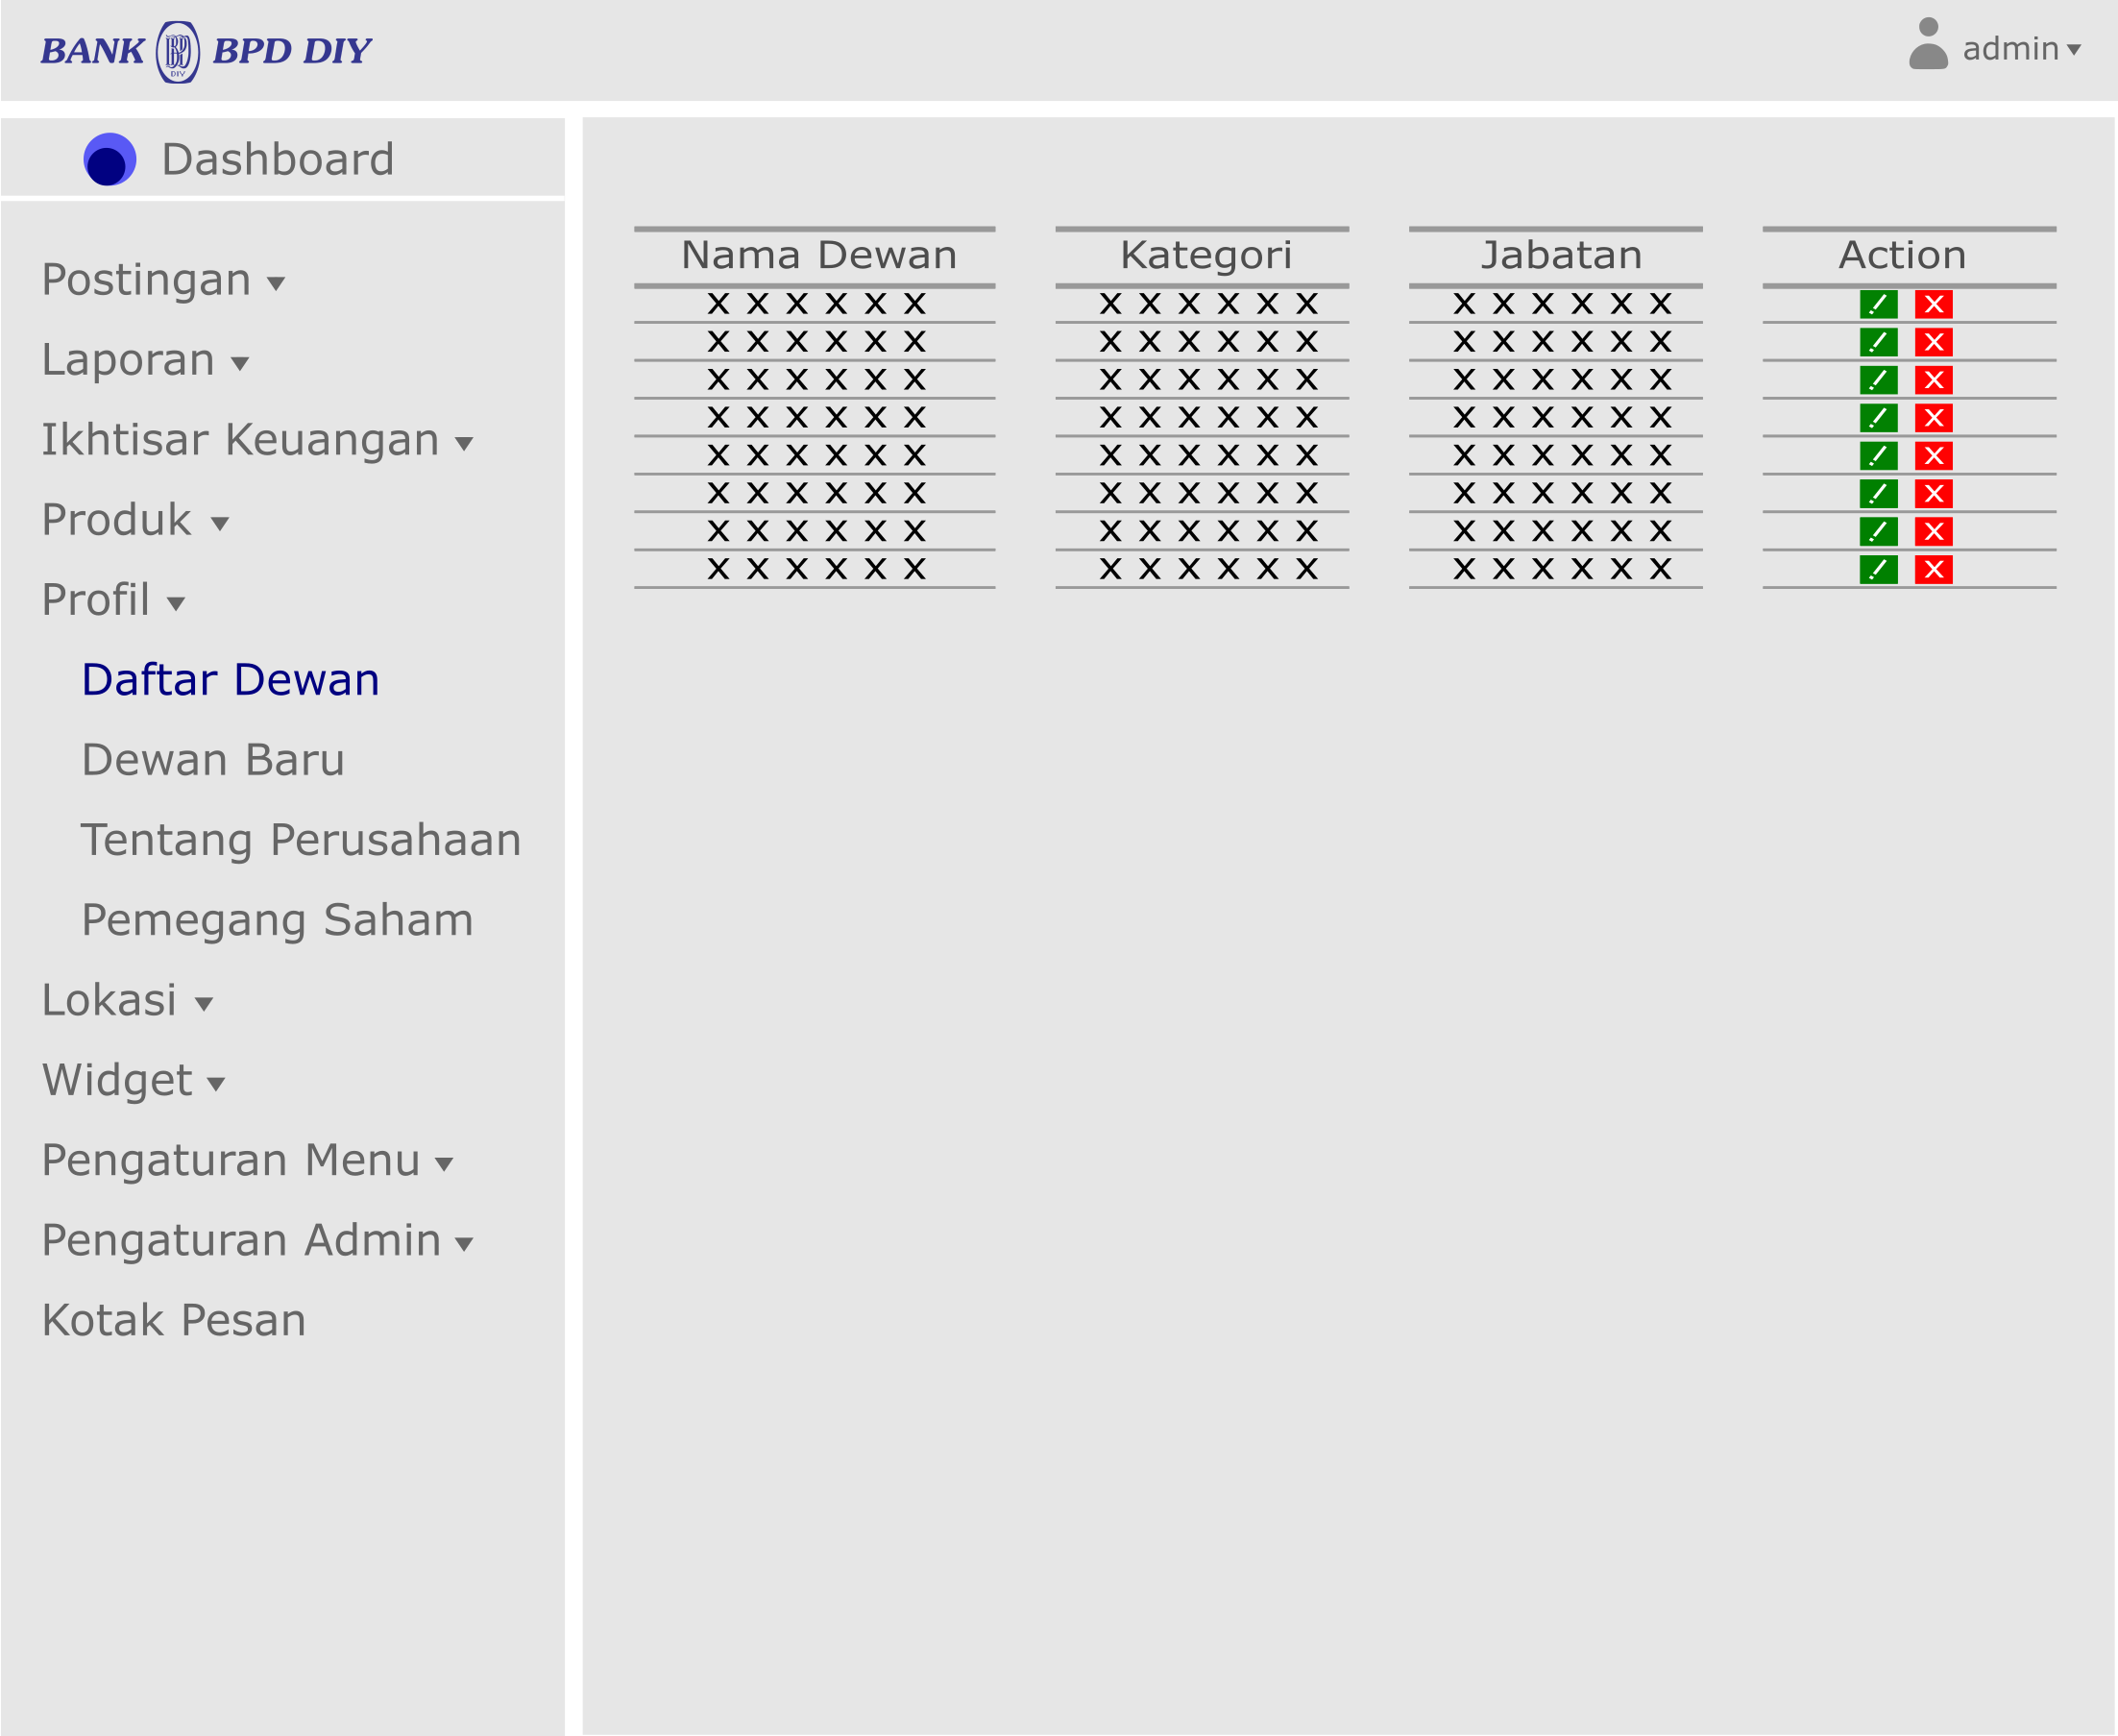 BANK BPD DIY
admin
Dashboard
Postingan
Laporan
Ikhtisar Keuangan
Produk
Profil
Daftar Dewan
Dewan Baru
Tentang Perusahaan
Pemegang Saham
Lokasi
Widget
Pengaturan Menu
Pengaturan Admin
Kotak Pesan
Nama Dewan Kategori Jabatan Action
X X X X X X X X X X X X X X X X X X X
X X X X X X X X X X X X X X X X X X X
X X X X X X X X X X X X X X X X X X X
X X X X X X X X X X X X X X X X X X X
X X X X X X X X X X X X X X X X X X X
X X X X X X X X X X X X X X X X X X X
X X X X X X X X X X X X X X X X X X X
X X X X X X X X X X X X X X X X X X X